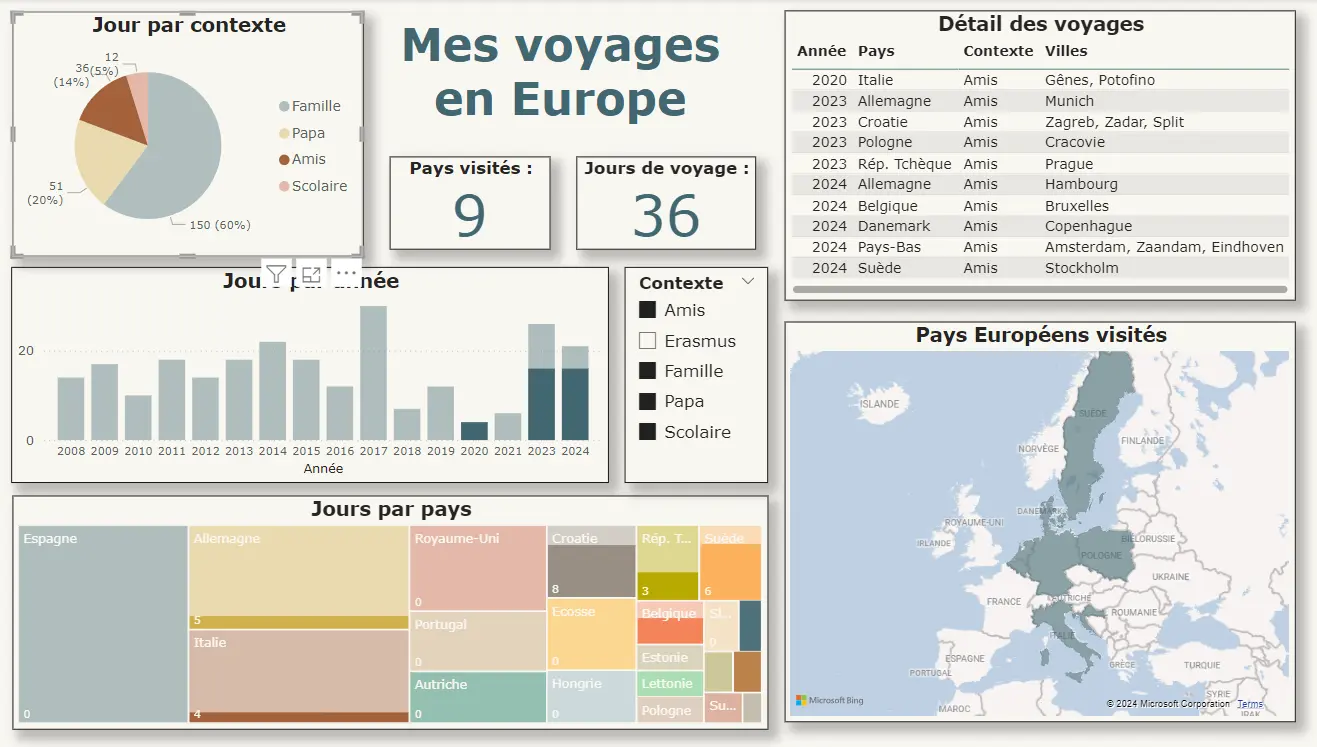 Jour par contexte
12
(5%)
36
(14%)
51
(20%)
150 (60%)
Famille
Papa
Amis
Scolaire
Mes voyages
en Europe
Pays visités :
9
Jours de voyage :
36
Détail des voyages
Année Pays Contexte Villes
2020 Italie Amis Gênes, Potofino
2023 Allemagne Amis Munich
2023 Croatie Amis Zagreb, Zadar, Split
2023 Pologne Amis Cracovie
2023 Rép. Tchèque Amis Prague
2024 Allemagne Amis Hambourg
2024 Belgique Amis Bruxelles
2024 Danemark Amis Copenhague
2024 Pays-Bas Amis Amsterdam, Zaandam, Eindhoven
2024 Suède Amis Stockholm
20
0
2008 2009 2010 2011 2012 2013 2014 2015 2016 2017 2018 2019 2020 2021 2023 2024
Année
Contexte
Amis
Erasmus
Famille
Papa
Scolaire
Jours par pays
Espagne
0
Allemagne
5
Italie
4
Royaume-Uni
0
Portugal
0
Autriche
0
Croatie
8
Ecosse
0
Hongrie
0
Rép. T...
3
Belgique
Estonie
Lettonie
Pologne
Suède
6
Sl...
0
Su...
Pays Européens visités
ISLANDE
SUÈDE
FINLANDE
NORVÈGE
DANEMARK
ROYAUME-UNI
IRLANDE
BIÉLORUSSIE
POLOGNE
UKRAINE
FRANCE
AUTRICHE
ROUMANIE
ITALIE
ESPAGNE
PORTUGAL
GRÈCE
TURQUIE
SYRIE
MAROC
IRAK
Microsoft Bing
© 2024 Microsoft Corporation Terms